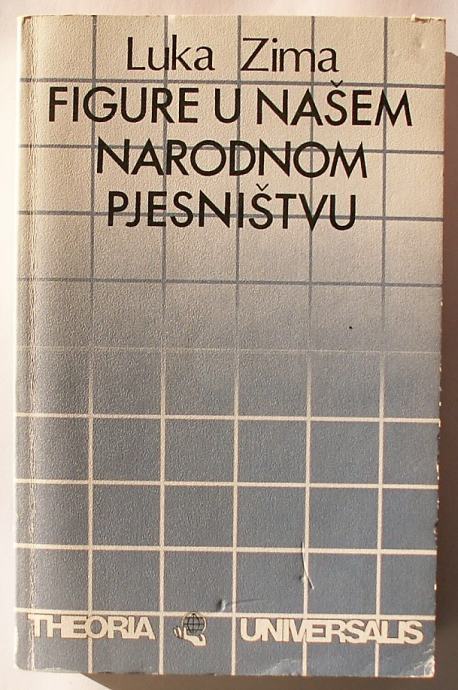 Luka Zima
FIGURE U NAŠEM
NARODNOM
PJESNIŠTVU
THEORIA UNIVERSALIS